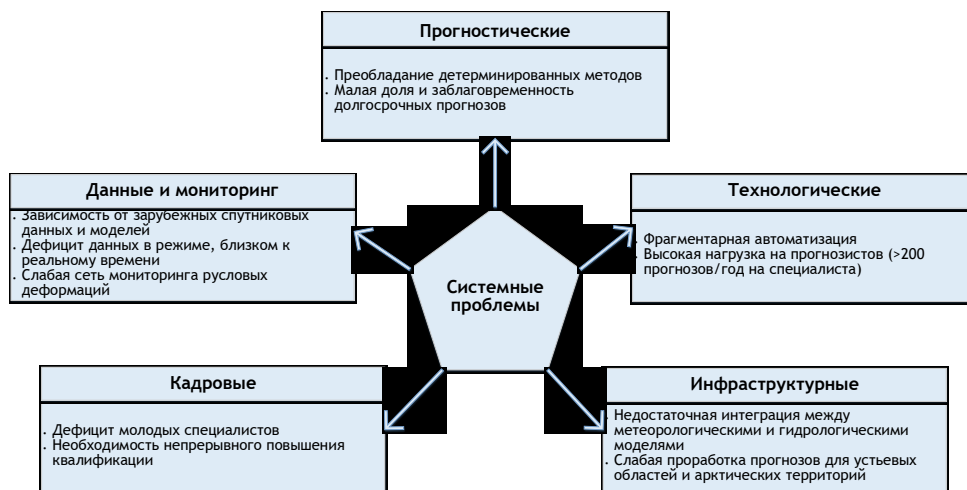 Прогностические
. Преобладание детерминированных методов
. Малая доля и заблаговременность
долгосрочных прогнозов
Данные и мониторинг
. Зависимость от зарубежных спутниковых
данных и моделей
. Дефицит данных в режиме, близком к
реальному времени
. Слабая сеть мониторинга русловых
деформаций
Технологические
. Фрагментарная автоматизация
. Высокая нагрузка на прогнозистов (>200
прогнозов/год на специалиста)
Системные
проблемы
Кадровые
. Дефицит молодых специалистов
. Необходимость непрерывного повышения
квалификации
Инфраструктурные
. Недостаточная интеграция между
метеорологическими и гидрологическими
моделями
. Слабая проработка прогнозов для устьевых
областей и арктических территорий